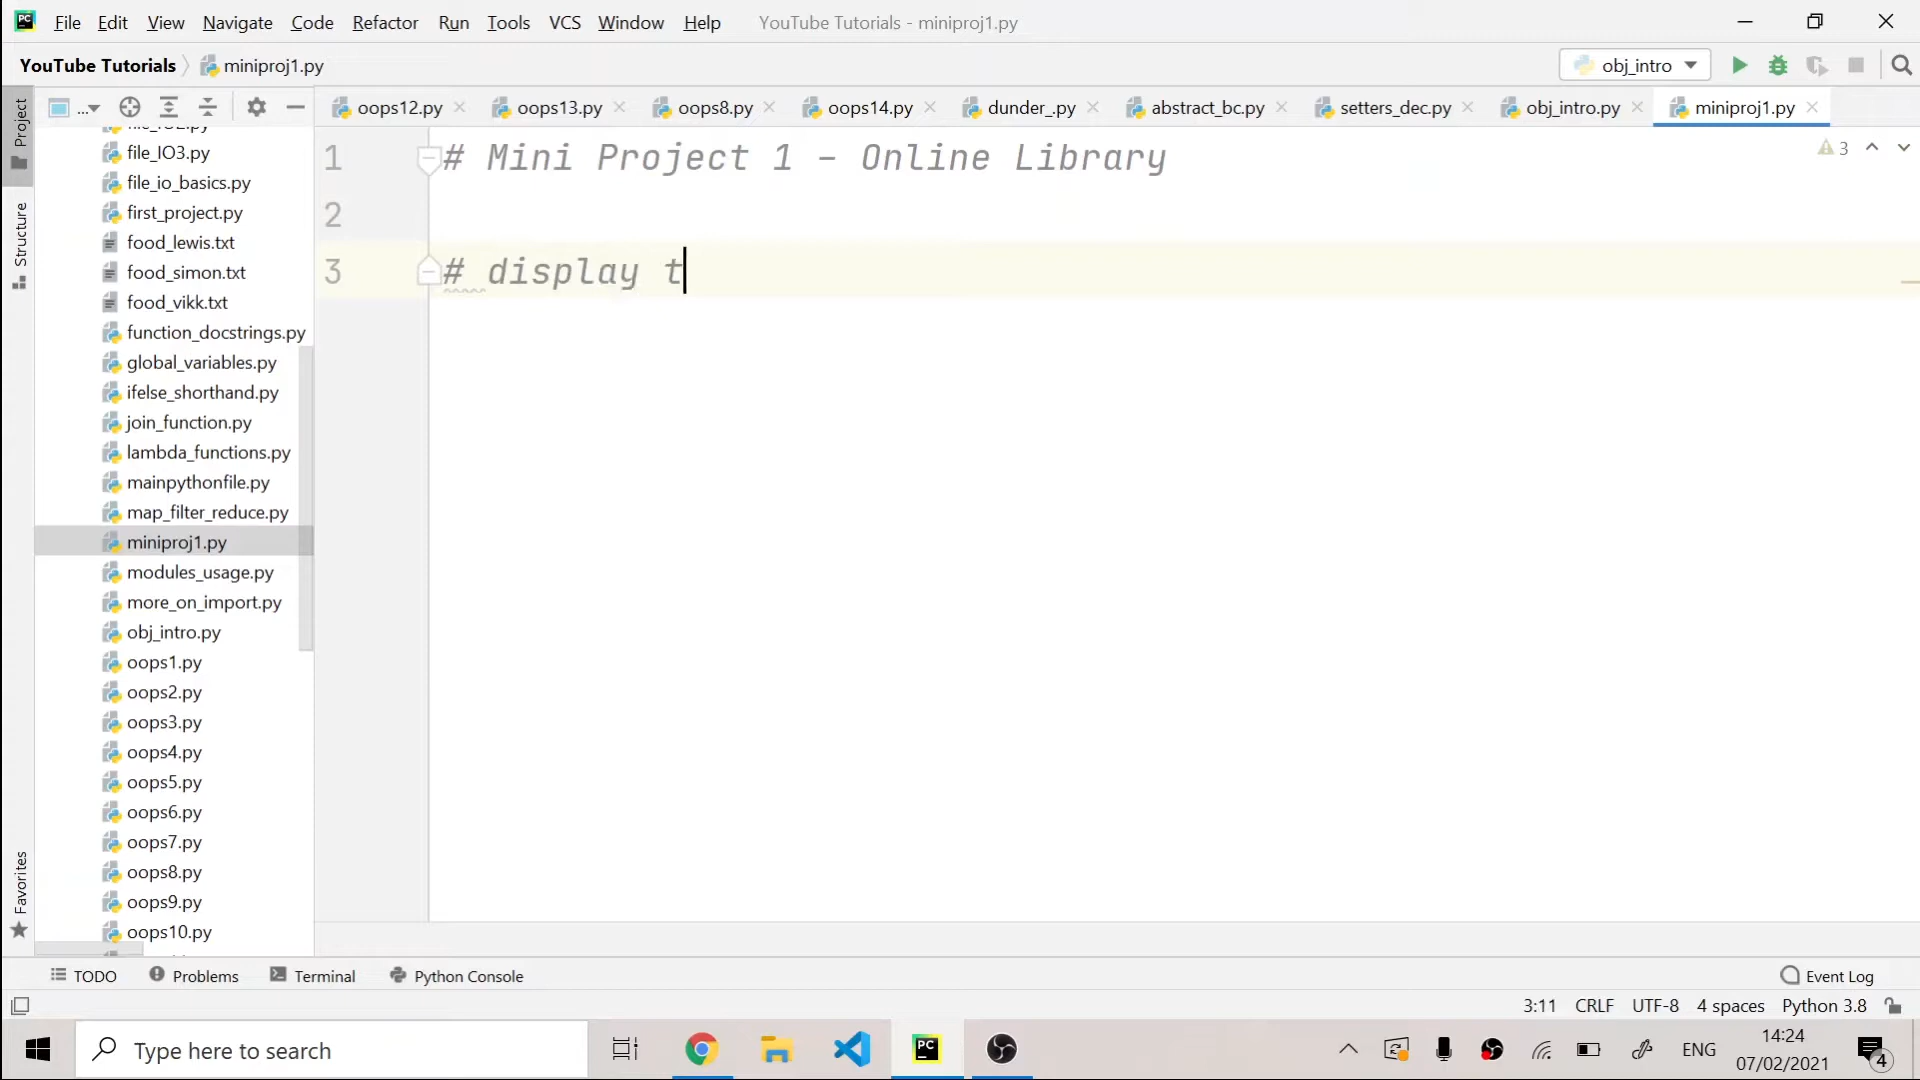 File Edit View Navigate Code Refactor Run Tools VCS Window Help YouTube Tutorials - miniproj1.py
YouTube Tutorials miniproj1.py obj_intro
... oops12.py oops13.py oops8.py oops14.py dunder_.py abstract_bc.py setters_dec.py obj_intro.py miniproj1.py
Project
Structure
Favorites
file_IO3.py
file_io_basics.py
first_project.py
food_lewis.txt
food_simon.txt
food_vikk.txt
function_docstrings.py
global_variables.py
ifelse_shorthand.py
join_function.py
lambda_functions.py
mainpythonfile.py
map_filter_reduce.py
miniproj1.py
modules_usage.py
more_on_import.py
obj_intro.py
oops1.py
oops2.py
oops3.py
oops4.py
oops5.py
oops6.py
oops7.py
oops8.py
oops9.py
oops10.py
1 # Mini Project 1 - Online Library
3
2
3 # display t
TODO Problems Terminal Python Console Event Log
3:11 CRLF UTF-8 4 spaces Python 3.8
Type here to search
PC
ENG
14:24
07/02/2021
4